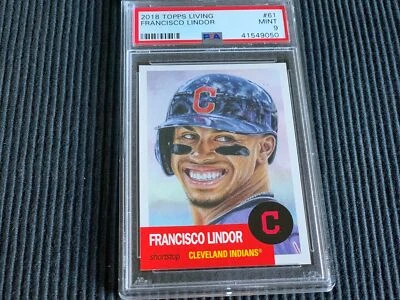 2018 TOPPS LIVING #61
FRANCISCO LINDOR MINT
PSA 9
41549050
C
FRANCISCO LINDOR
C
shortstop CLEVELAND INDIANS®